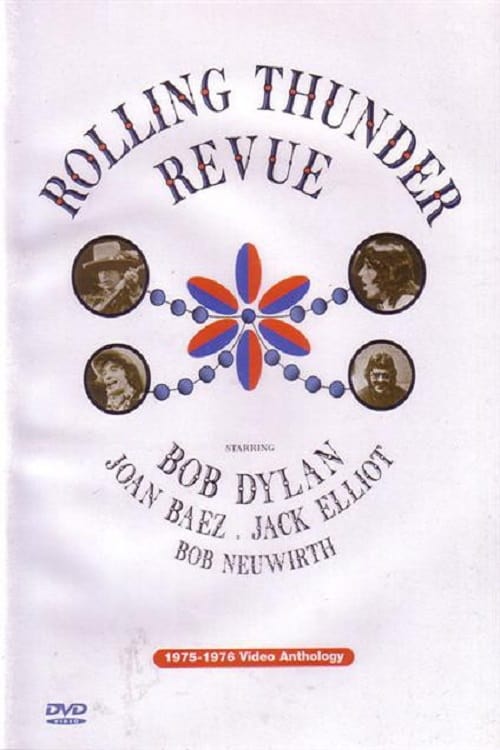 ROLLING THUNDER
REVUE
STARRING
BOB DYLAN
JOAN BAEZ . JACK ELLIOT
BOB NEUWIRTH
1975-1976 Video Anthology
DVD
VIDEO